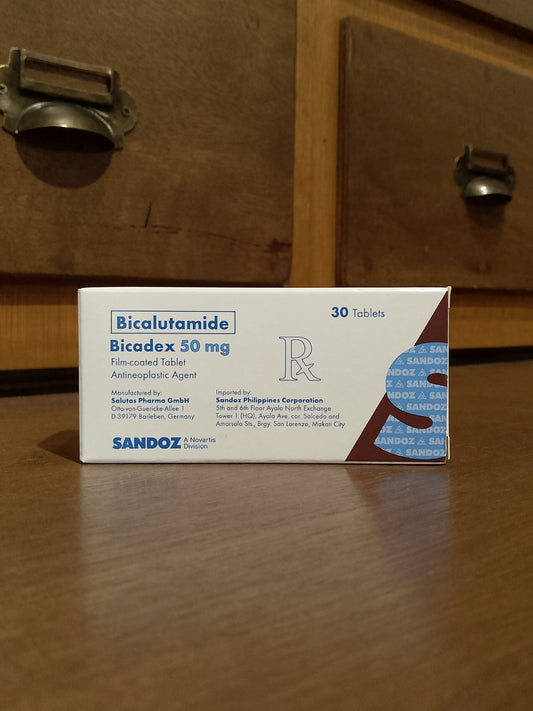 30 Tablets
Bicalutamide
Bicadex 50 mg
Film-coated Tablet
Antineoplastic Agent
Rx
Manufactured by:
Salutas Pharma GmbH
Otto-von-Guericke-Allee 1
D-39179 Barleben, Germany
Imported by:
Sandoz Philippines Corporation
5th and 6th Floor Ayala North Exchange
Tower 1 (HQ), Ayala Ave. cor. Salcedo and
Amorsolo Sts., Brgy. San Lorenzo, Makati City
SANDOZ A Novartis
Division
S
SANDOZ